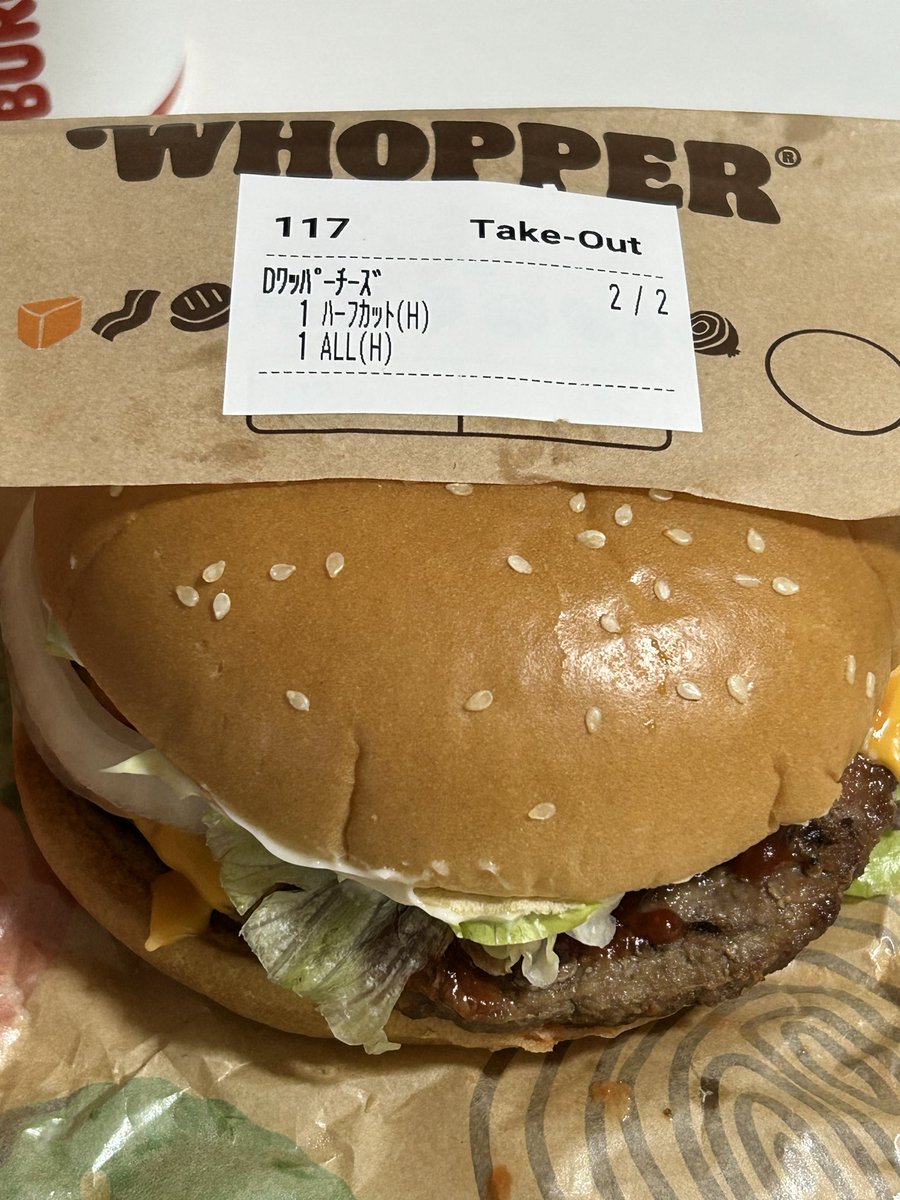 BUR
WHOPPER®
117 Take-Out
Dﾜｯﾊﾟｰﾁｰｽﾞ 2 / 2
1 ﾊｰﾌｶｯﾄ(H)
1 ALL(H)